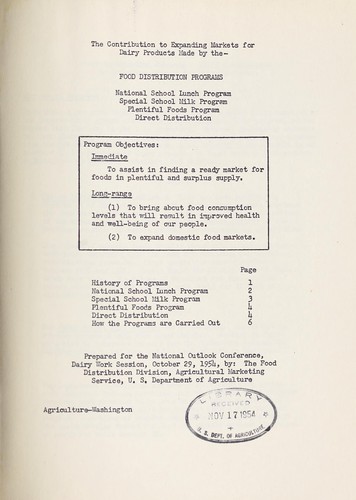 The Contribution to Expanding Markets for
Dairy Products Made by the-
FOOD DISTRIBUTION PROGRAMS
National School Lunch Program
Special School Milk Program
Plentiful Foods Program
Direct Distribution
Program Objectives:
Immediate
To assist in finding a ready market for
foods in plentiful and surplus supply.
Long-range
(1) To bring about food consumption
levels that will result in improved health
and well-being of our people.
(2) To expand domestic food markets.
Page
History of Programs 1
National School Lunch Program 2
Special School Milk Program 3
Plentiful Foods Program 4
Direct Distribution 4
How the Programs are Carried Out 6
Prepared for the National Outlook Conference,
Dairy Work Session, October 29, 1954, by: The Food
Distribution Division, Agricultural Marketing
Service, U. S. Department of Agriculture
Agriculture-Washington
LIBRARY
RECEIVED
NOV 17 1954
U. S. DEPT. OF AGRICULTURE